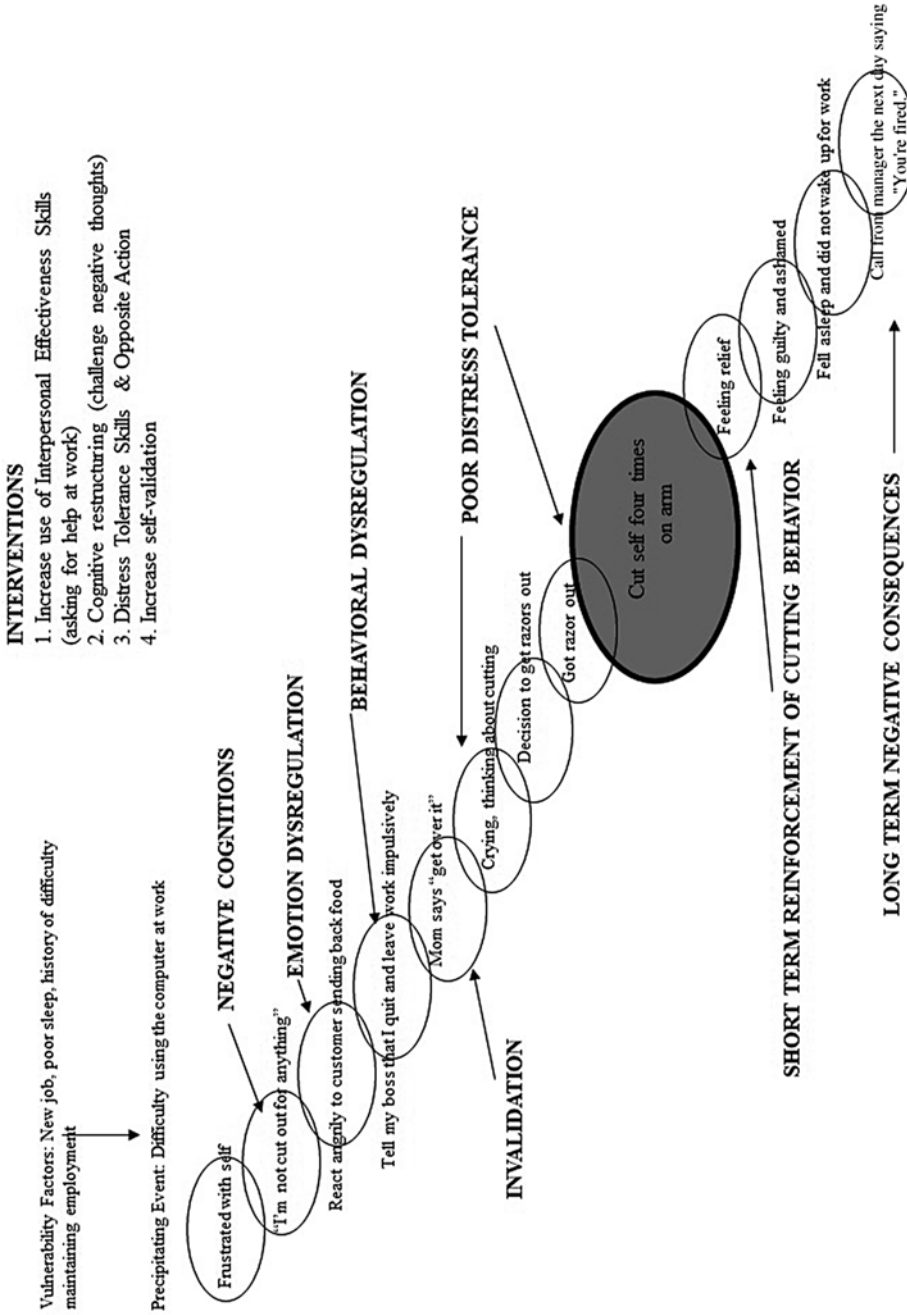 Vulnerability Factors: New job, poor sleep, history of difficulty
maintaining employment
Precipitating Event: Difficulty using the computer at work
INTERVENTIONS
1. Increase use of Interpersonal Effectiveness Skills
(asking for help at work)
2. Cognitive restructuring (challenge negative thoughts)
3. Distress Tolerance Skills & Opposite Action
4. Increase self-validation
Frustrated with self
NEGATIVE COGNITIONS
“I'm not cut out for anything”
EMOTION DYSREGULATION
React angrily to customer sending back food
BEHAVIORAL DYSREGULATION
Tell my boss that I quit and leave work impulsively
Mom says “get over it”
INVALIDATION
POOR DISTRESS TOLERANCE
Crying, thinking about cutting
Decision to get razors out
Got razor out
Cut self four times
on arm
Feeling relief
SHORT TERM REINFORCEMENT OF CUTTING BEHAVIOR
Feeling guilty and ashamed
Fell asleep and did not wake up for work
LONG TERM NEGATIVE CONSEQUENCES
Call from manager the next day saying
"You're fired."